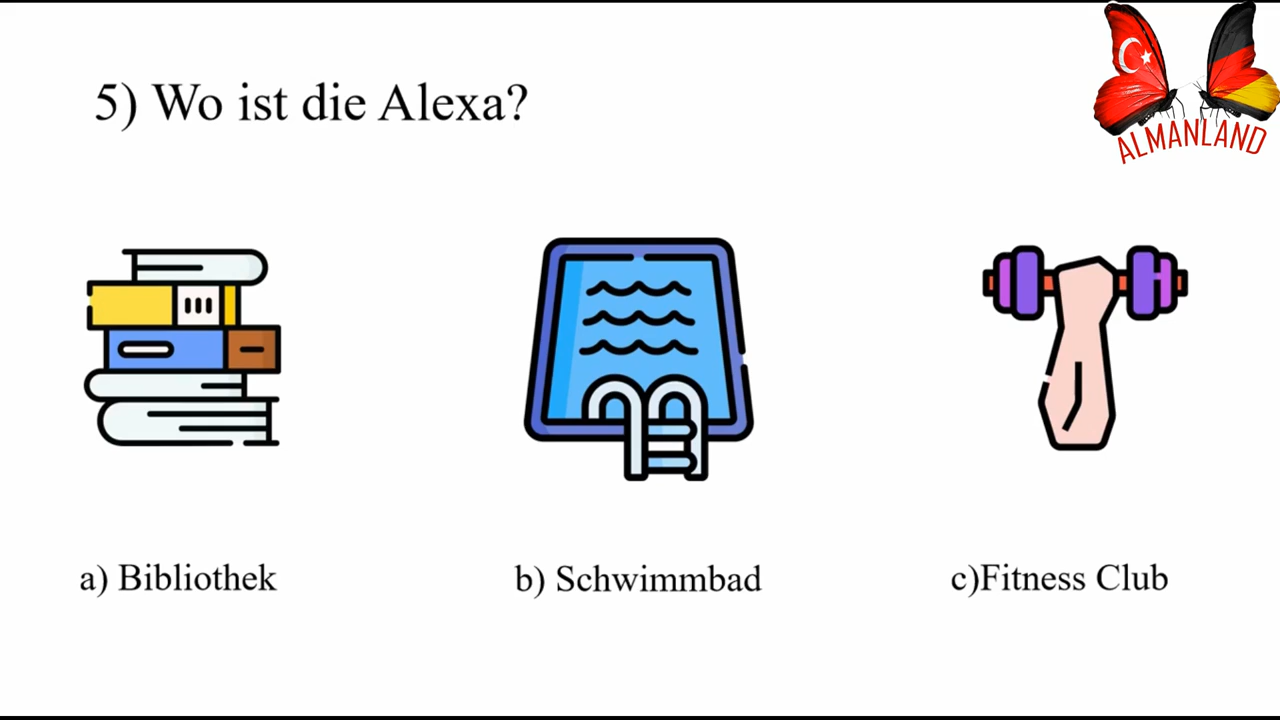 5) Wo ist die Alexa?
ALMANLAND
a) Bibliothek
b) Schwimmbad
c)Fitness Club